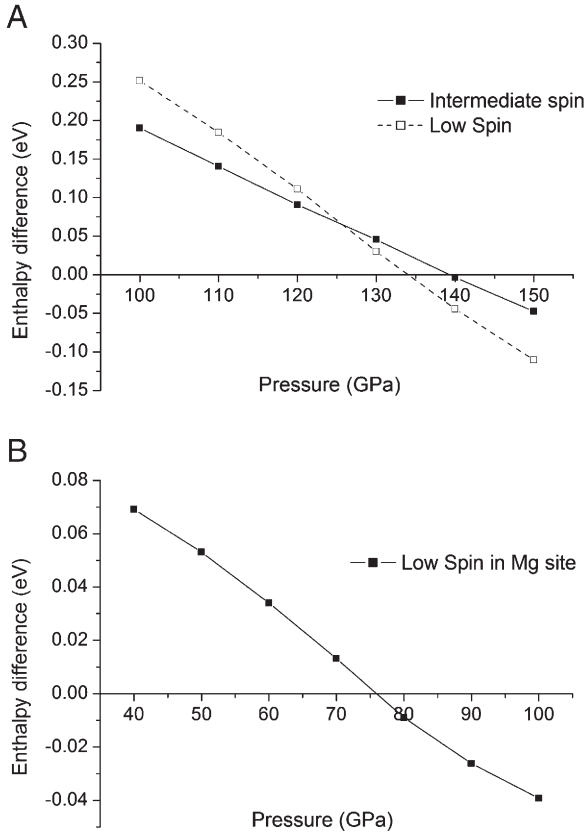 A
0.30
0.25
0.20
0.15
0.10
0.05
0.00
-0.05
-0.10
-0.15
Enthalpy difference (eV)
Intermediate spin
Low Spin
100 110 120 130 140 150
Pressure (GPa)
B
0.08
0.06
0.04
0.02
0.00
-0.02
-0.04
Enthalpy difference (eV)
Low Spin in Mg site
40 50 60 70 80 90 100
Pressure (GPa)